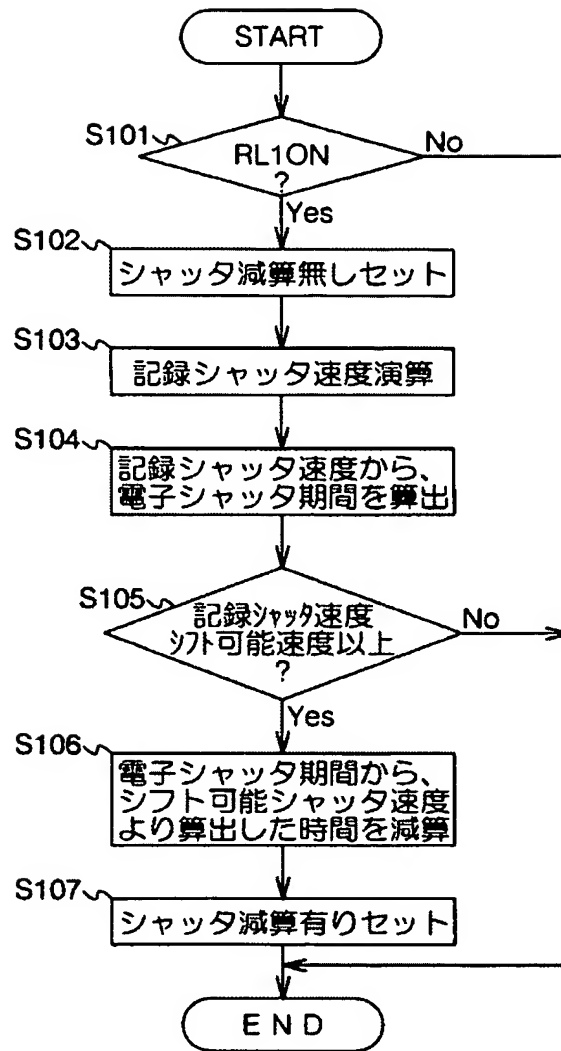 START
S101
RL1ON
?
No
Yes
S102
シャッタ減算無しセット
S103
記録シャッタ速度演算
S104
記録シャッタ速度から、
電子シャッタ期間を算出
S105
記録シャッタ速度
シフト可能速度以上
?
No
Yes
S106
電子シャッタ期間から、
シフト可能シャッタ速度
より算出した時間を減算
S107
シャッタ減算有りセット
END